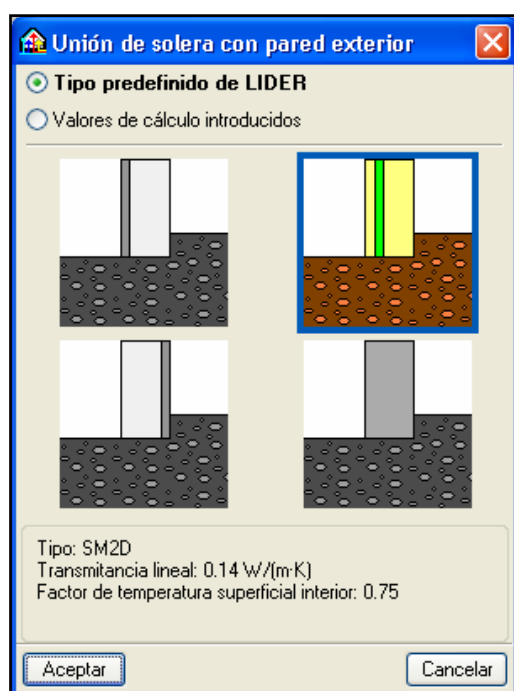 Unión de solera con pared exterior
Tipo predefinido de LIDER
Valores de cálculo introducidos
Tipo: SM2D
Transmitancia lineal: 0.14 W/(m·K)
Factor de temperatura superficial interior: 0.75
Aceptar
Cancelar